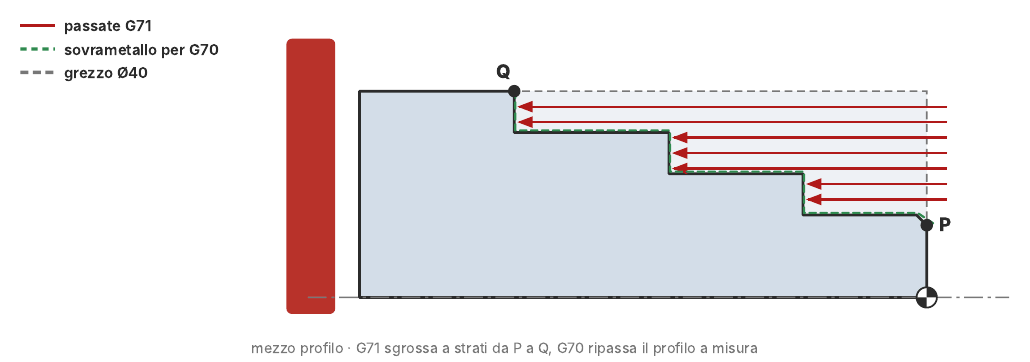 passate G71
sovrametallo per G70
grezzo Ø40
Q
P
mezzo profilo · G71 sgrossa a strati da P a Q, G70 ripassa il profilo a misura